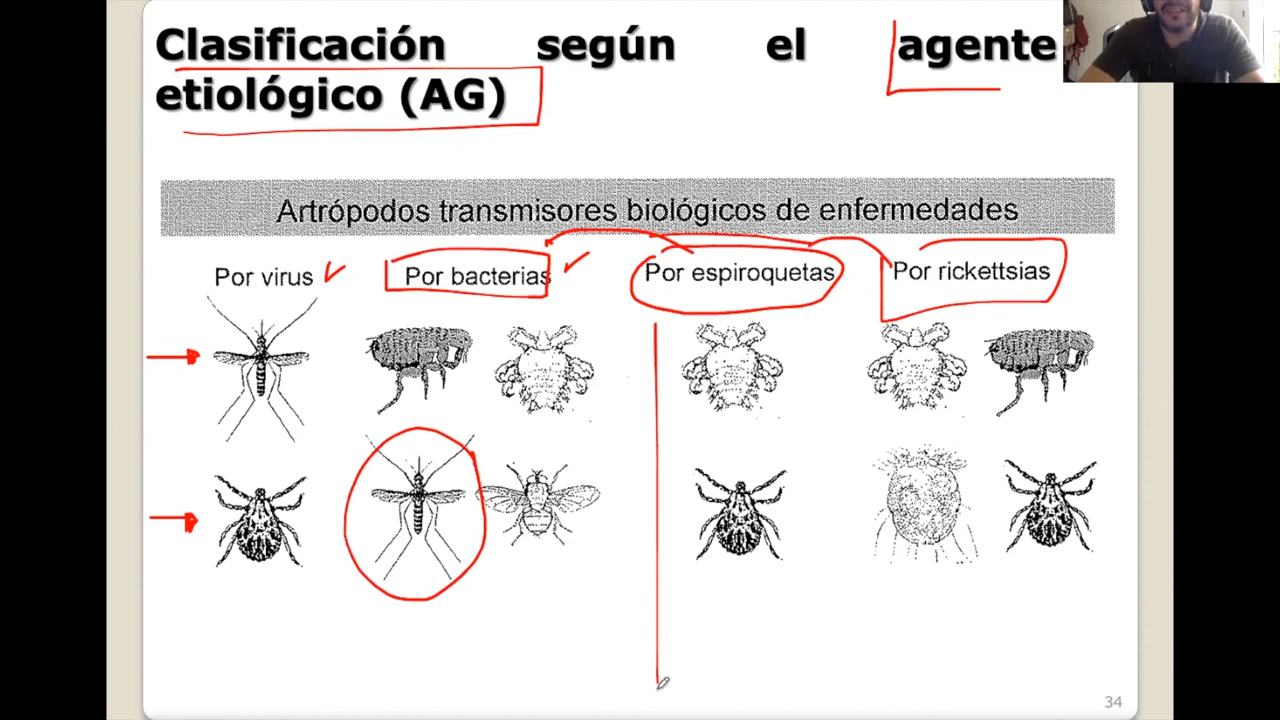 Clasificación según el agente
etiológico (AG)
Artrópodos transmisores biológicos de enfermedades
Por virus Por bacterias Por espiroquetas Por rickettsias
34